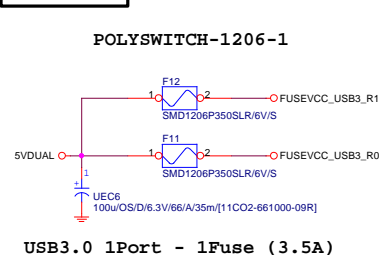 POLYSWITCH-1206-1
F12
1 2
FUSEVCC_USB3_R1
SMD1206P350SLR/6V/S
F11
5VDUAL
1 2
FUSEVCC_USB3_R0
SMD1206P350SLR/6V/S
1
+
UEC6
100u/OS/D/6.3V/66/A/35m/[11CO2-661000-09R]
USB3.0 1Port - 1Fuse (3.5A)